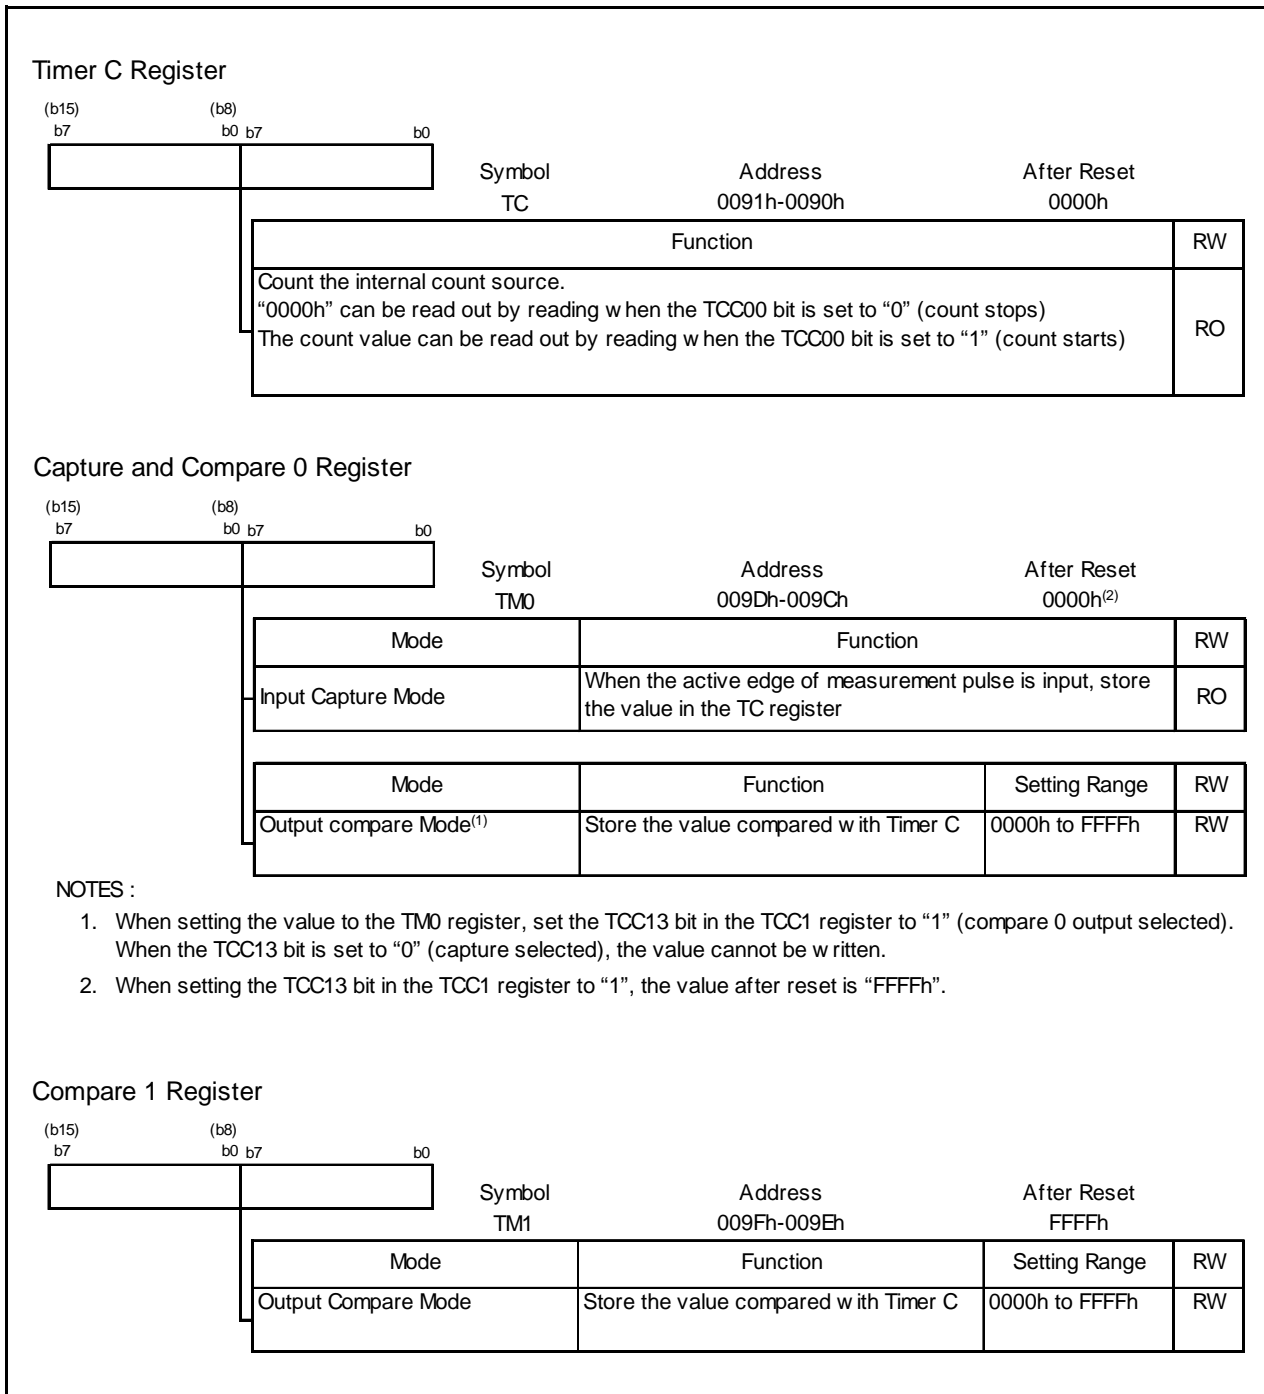 Timer C Register
(b15) (b8)
b7 b0 b7 b0
Symbol Address After Reset
TC 0091h-0090h 0000h
Function RW
Count the internal count source.
“0000h” can be read out by reading when the TCC00 bit is set to “0” (count stops)
The count value can be read out by reading when the TCC00 bit is set to “1” (count starts)
RO
Capture and Compare 0 Register
(b15) (b8)
b7 b0 b7 b0
Symbol Address After Reset
TM0 009Dh-009Ch 0000h(2)
Mode Function RW
Input Capture Mode When the active edge of measurement pulse is input, store
the value in the TC register
RO
Mode Function Setting Range RW
Output compare Mode(1) Store the value compared with Timer C 0000h to FFFFh RW
NOTES :
1. When setting the value to the TM0 register, set the TCC13 bit in the TCC1 register to “1” (compare 0 output selected).
When the TCC13 bit is set to “0” (capture selected), the value cannot be written.
2. When setting the TCC13 bit in the TCC1 register to “1”, the value after reset is “FFFFh”.
Compare 1 Register
(b15) (b8)
b7 b0 b7 b0
Symbol Address After Reset
TM1 009Fh-009Eh FFFFh
Mode Function Setting Range RW
Output Compare Mode Store the value compared with Timer C 0000h to FFFFh RW